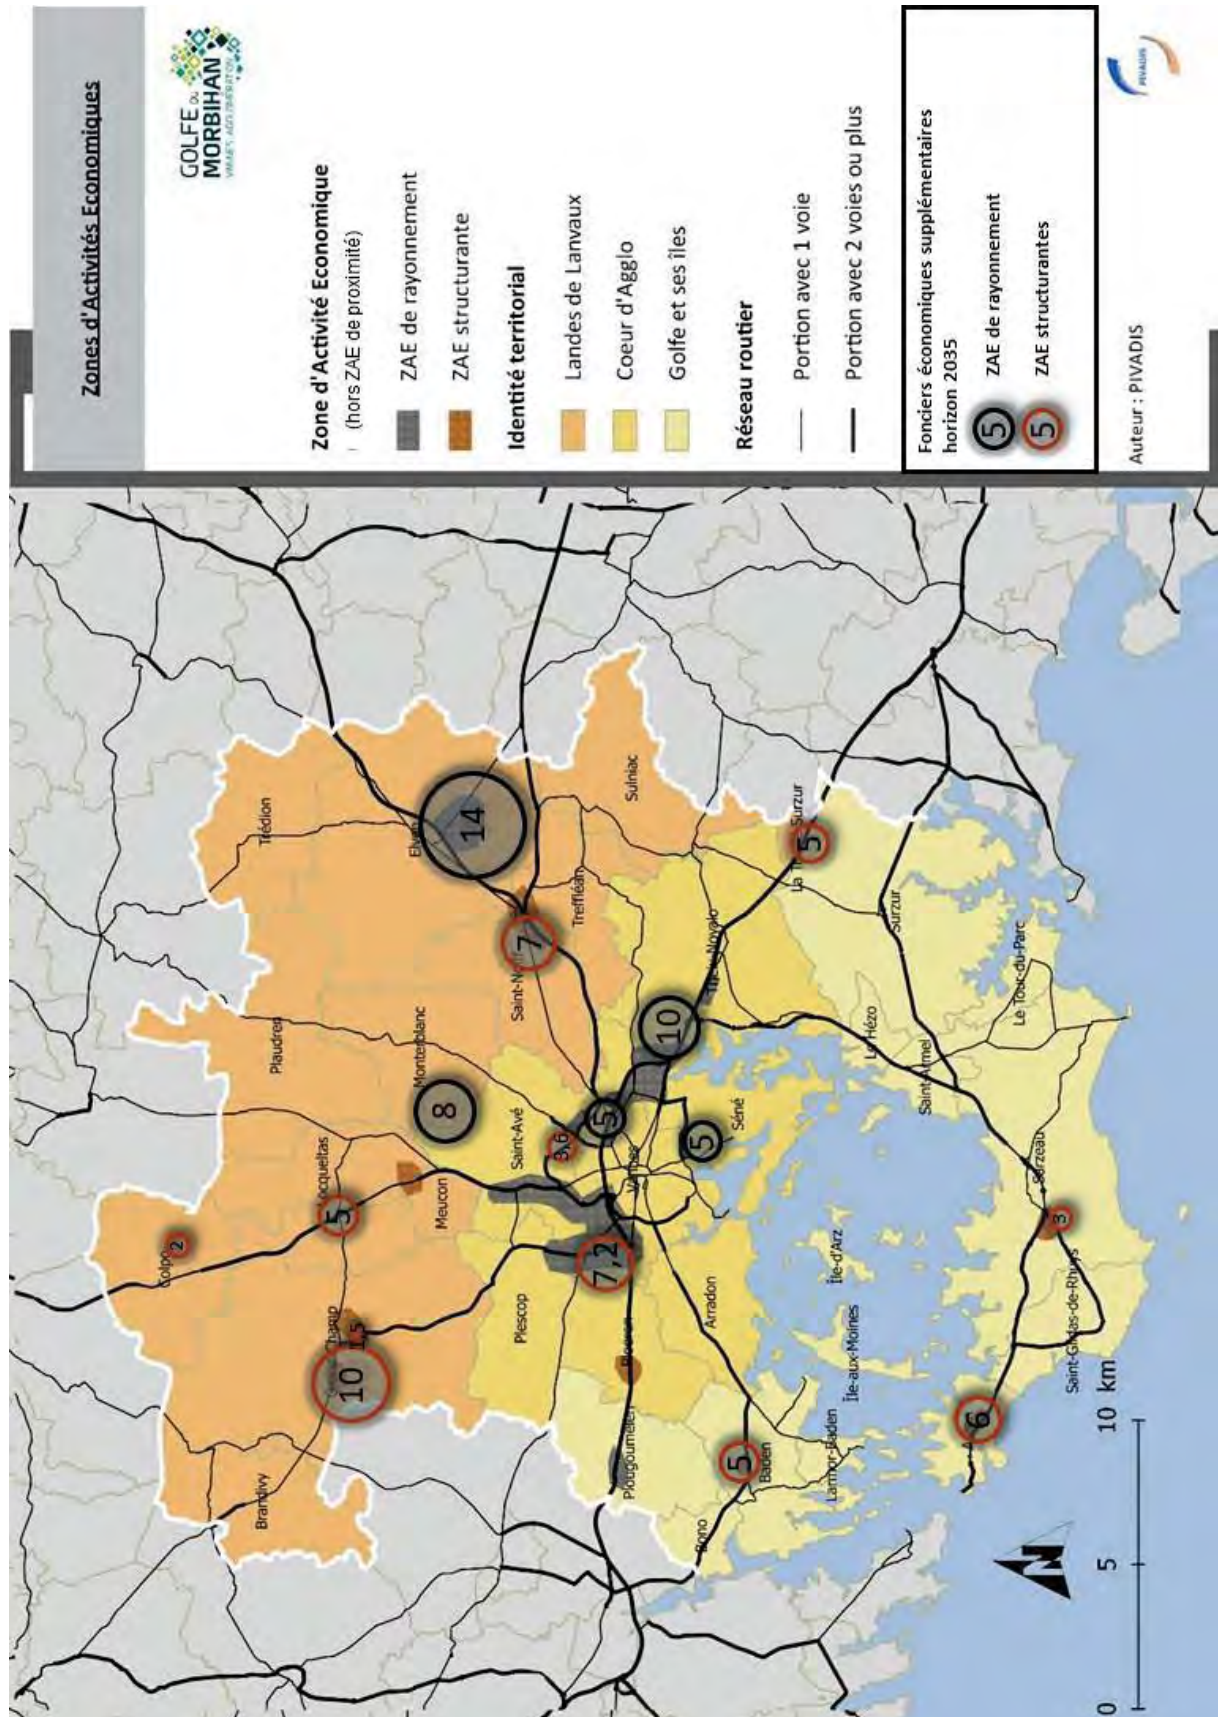 Zones d'Activités Economiques
GOLFE DU
MORBIHAN
VANNES AGGLOMÉRATION
Zone d'Activité Economique
(hors ZAE de proximité)
ZAE de rayonnement
ZAE structurante
Identité territorial
Landes de Lanvaux
Coeur d'Agglo
Golfe et ses îles
Réseau routier
Portion avec 1 voie
Portion avec 2 voies ou plus
Fonciers économiques supplémentaires
horizon 2035
5 ZAE de rayonnement
5 ZAE structurantes
Auteur : PIVADIS
PIVADIS
Colpo
2
Brandivy
Trédion
Plaudren
Locqueltas
5
Champ
10
1,5
Elven
14
Monterblanc
8
Meucon
Saint-Avé
Saint-Nolff
7
Plescop
3,6
Treffléan
Sulniac
7,2
5
Vannes
10
Ploeren
Plougoumelen
Theix-Noyalo
5
Séné
Arradon
Bono
5
Baden
La Tr
5
Surzur
Larmor-Baden
Île-aux-Moines
Île-d'Arz
Le Hézo
Surzur
Saint-Armel
Le Tour-du-Parc
6
A
Sarzeau
3
Saint-Gildas-de-Rhuys
N
0 5 10 km